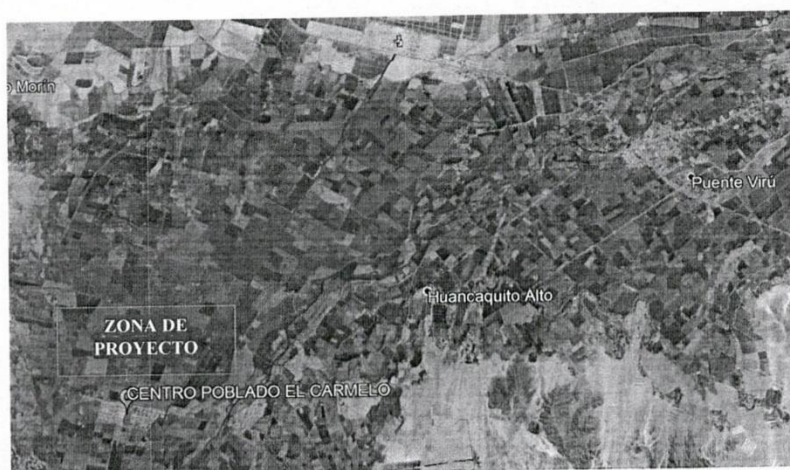 o Morín
Puente Virú
Huancaquito Alto
ZONA DE
PROYECTO
CENTRO POBLADO EL CARMELO